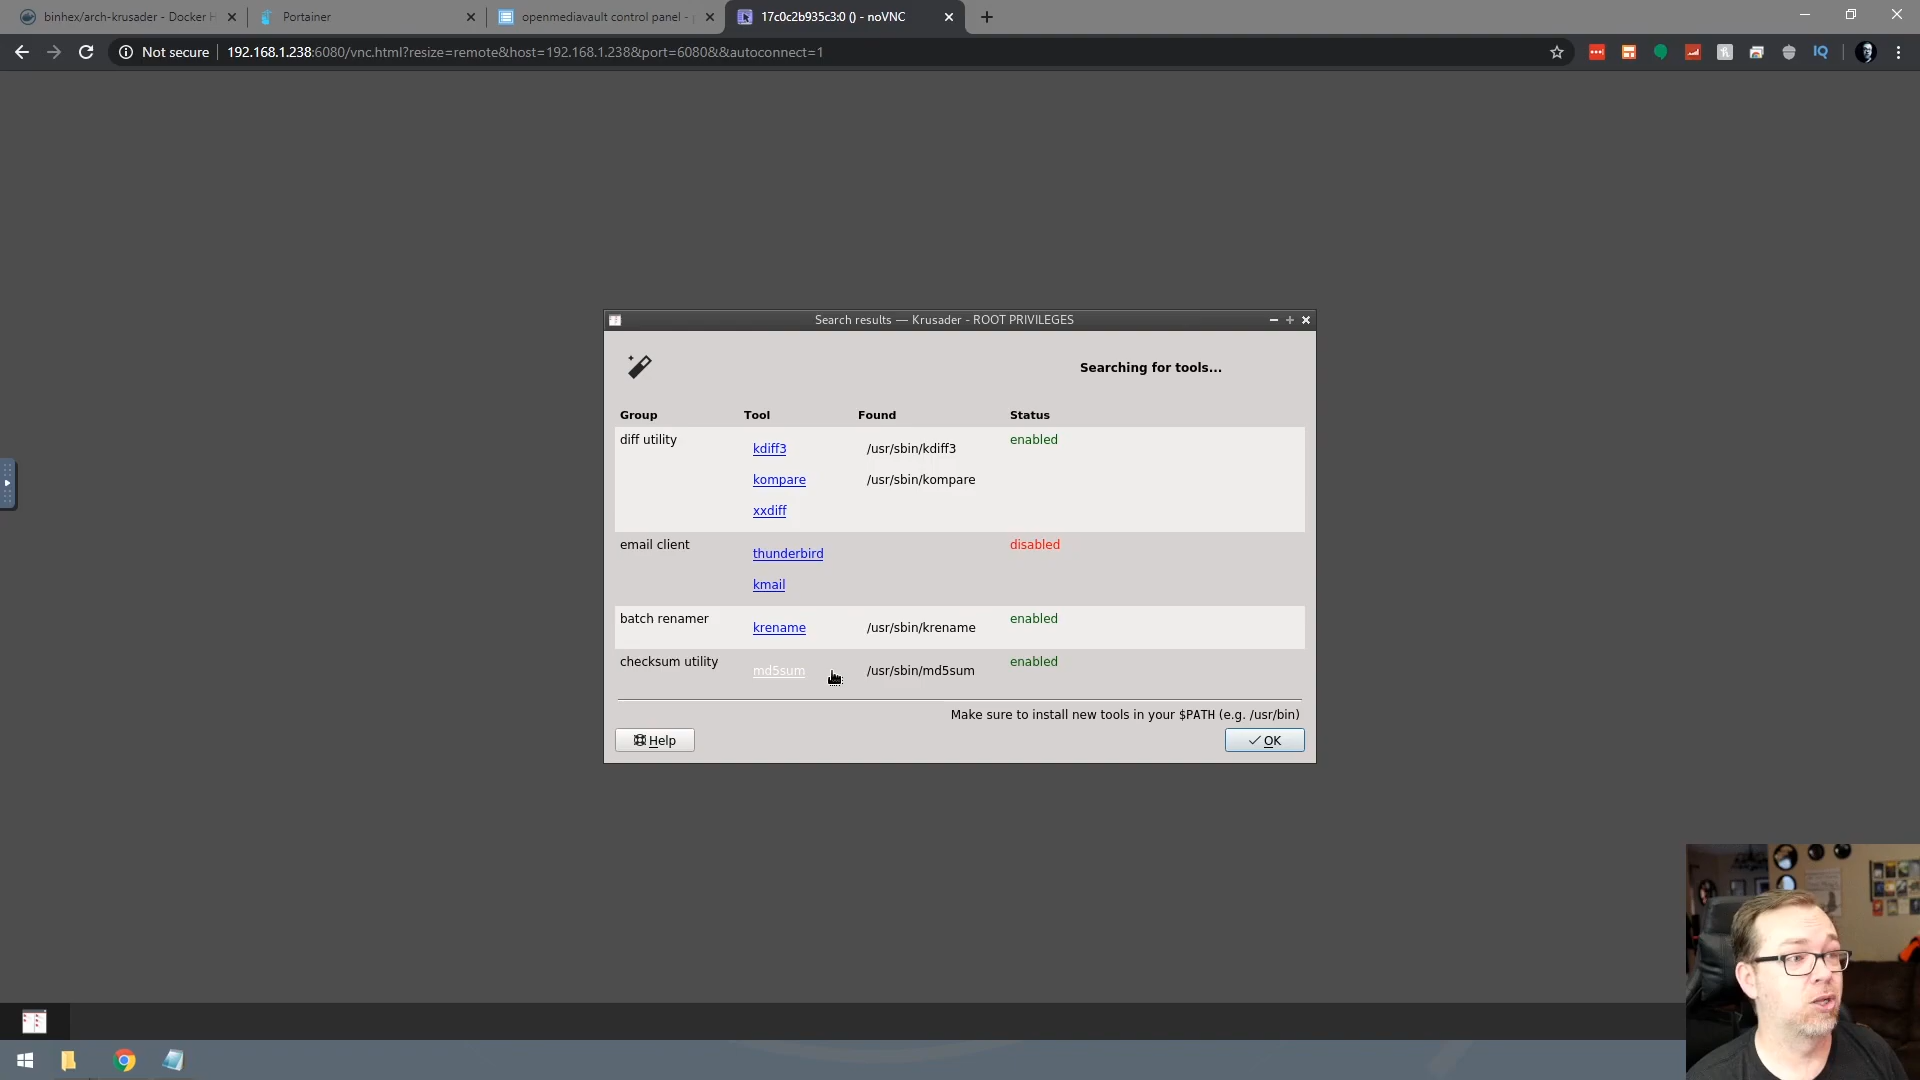 binhex/arch-krusader - Docker H
Portainer
openmediavault control panel -
17c0c2b935c3:0 () - noVNC
Not secure
192.168.1.238:6080/vnc.html?resize=remote&host=192.168.1.238&port=6080&&autoconnect=1
IQ
Search results — Krusader - ROOT PRIVILEGES
Searching for tools...
Group Tool Found Status
diff utility enabled
kdiff3 /usr/sbin/kdiff3
kompare /usr/sbin/kompare
xxdiff
email client disabled
thunderbird
kmail
batch renamer enabled
krename /usr/sbin/krename
checksum utility enabled
md5sum /usr/sbin/md5sum
Make sure to install new tools in your $PATH (e.g. /usr/bin)
Help
OK